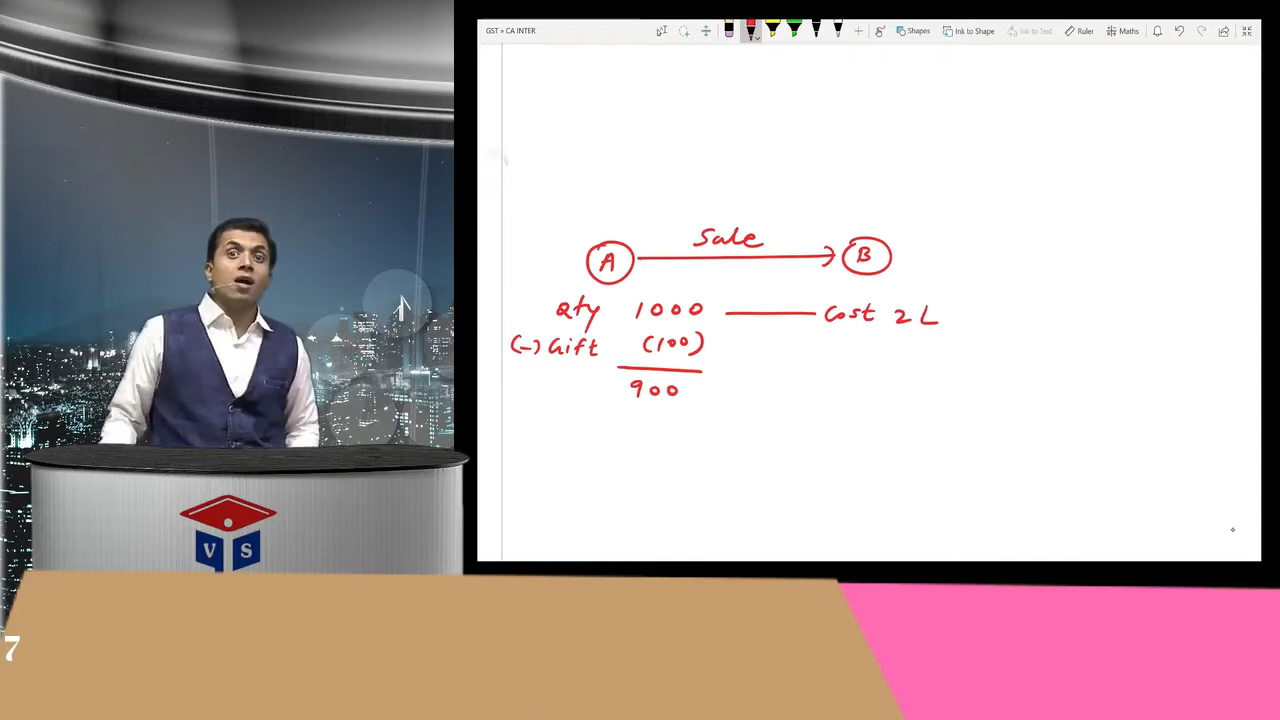 GST » CA INTER
Shapes
Ink to Shape
Ink to Text
Ruler
Maths
Sale
A
B
Qty 1000 —— Cost 2 L
(-) Gift (100)
900
V S
7